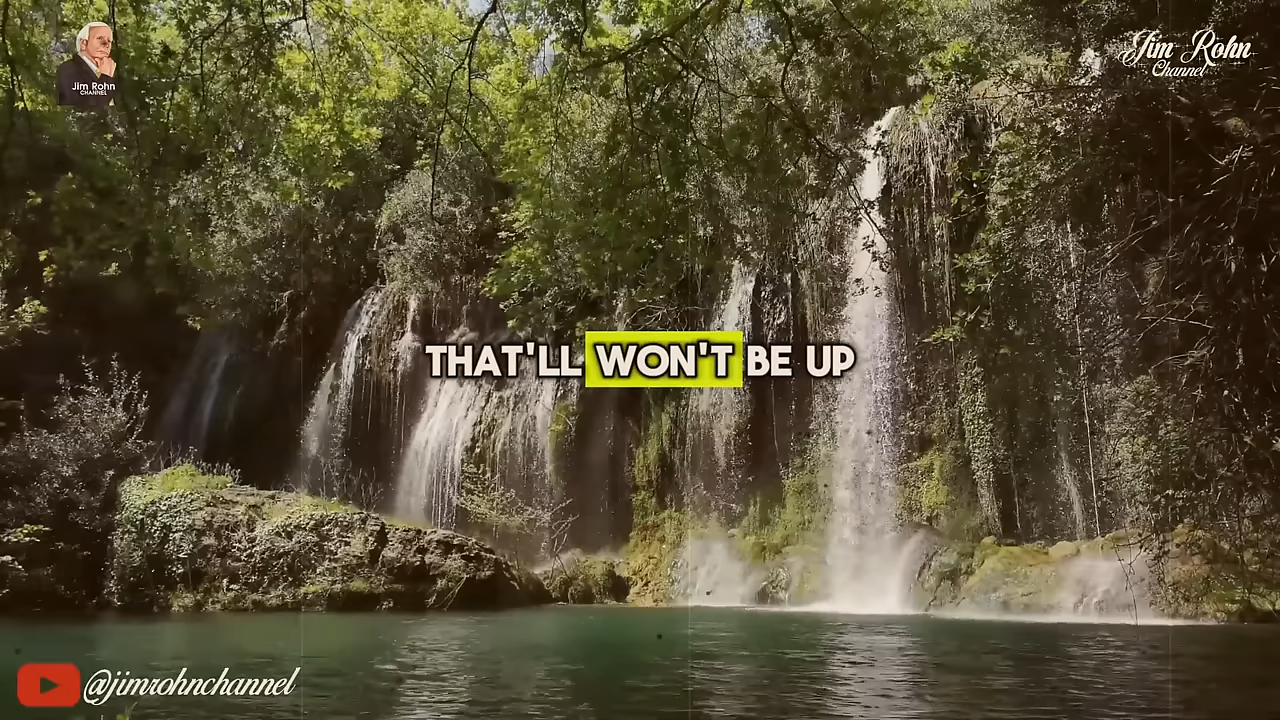 Jim Rohn
CHANNEL
Jim Rohn
Channel
THAT'LL WON'T BE UP
@jimrohnchannel